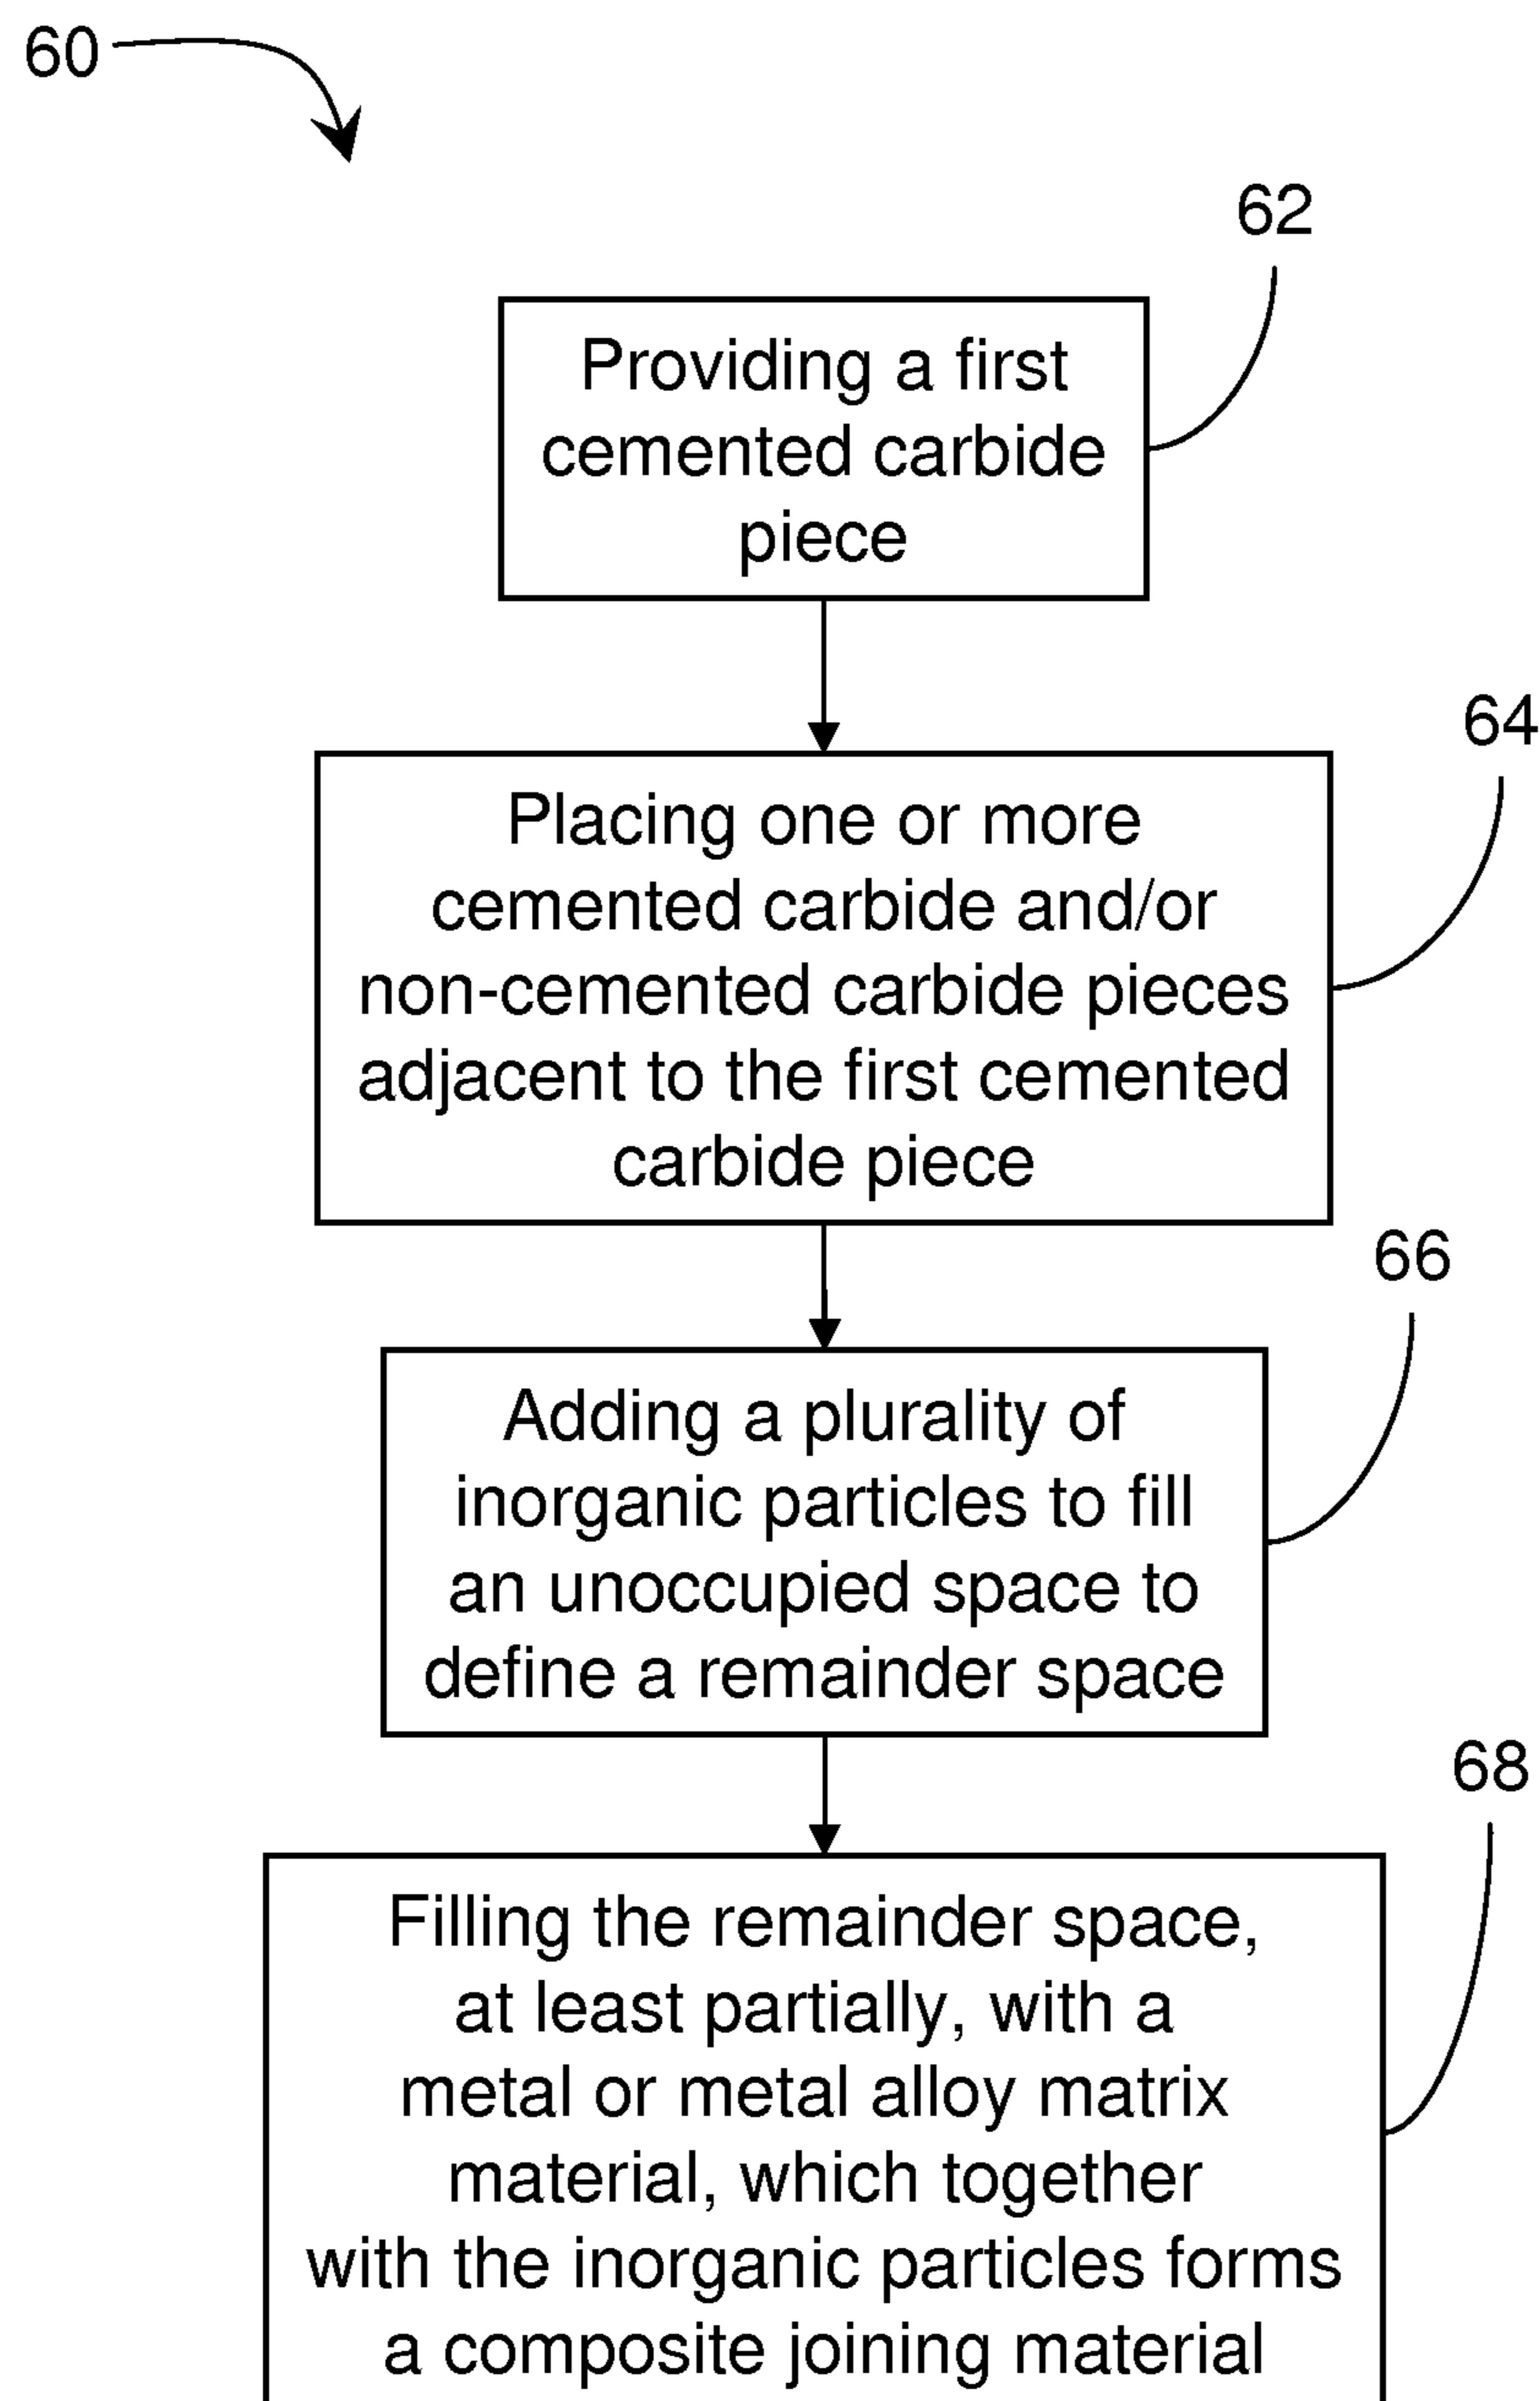 60
62
Providing a first
cemented carbide
piece
64
Placing one or more
cemented carbide and/or
non-cemented carbide pieces
adjacent to the first cemented
carbide piece
66
Adding a plurality of
inorganic particles to fill
an unoccupied space to
define a remainder space
68
Filling the remainder space,
at least partially, with a
metal or metal alloy matrix
material, which together
with the inorganic particles forms
a composite joining material